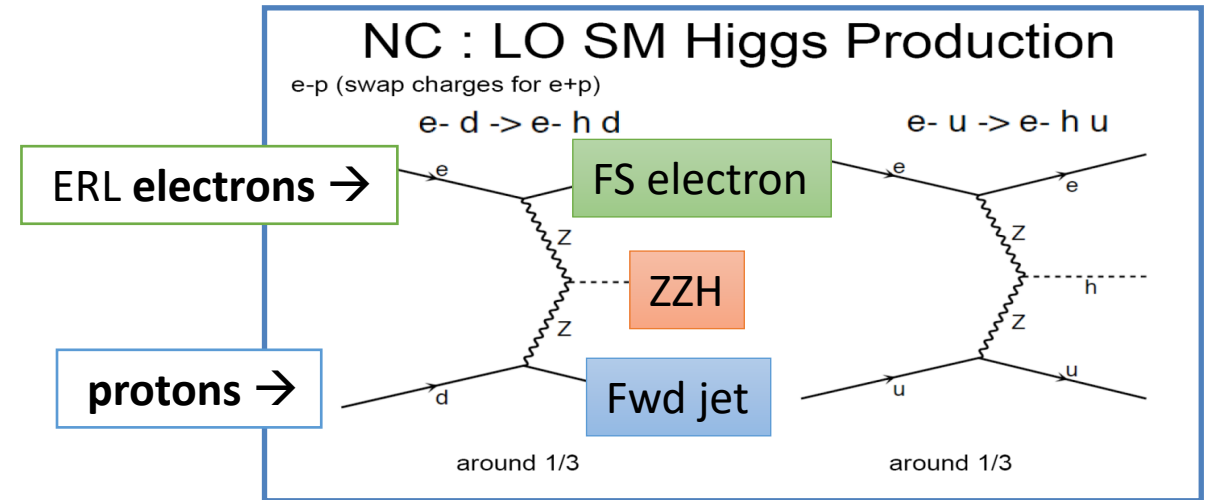 NC : LO SM Higgs Production
e-p (swap charges for e+p)
e- d -> e- h d
e- u -> e- h u
ERL electrons →
e
FS electron
e
e
Z
Z
ZZH
h
Z
Z
protons →
d
Fwd jet
u
u
around 1/3
around 1/3